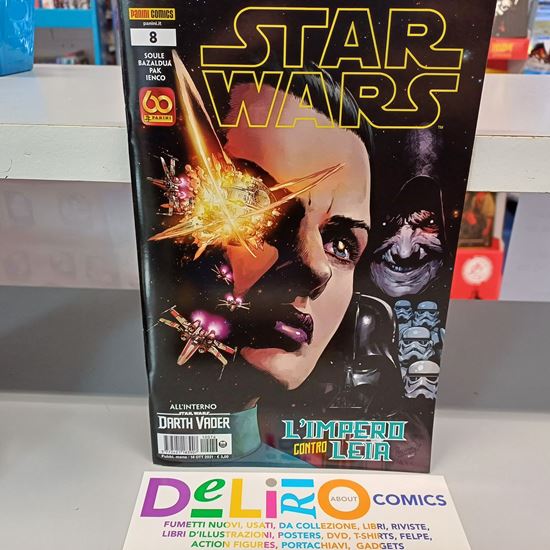 PANINI COMICS
panini.it
8
SOULE
BAZALDUA
PAK
IENCO
60
PANINI
STAR
WARS
ALL'INTERNO
STAR WARS
DARTH VADER
L'IMPERO
CONTRO
LEIA
DeLiRiO
ABOUT
COMICS
FUMETTI NUOVI, USATI, DA COLLEZIONE, LIBRI, RIVISTE,
LIBRI D'ILLUSTRAZIONI, POSTERS, DVD, T-SHIRTS, FELPE,
ACTION FIGURES, PORTACHIAVI, GADGETS